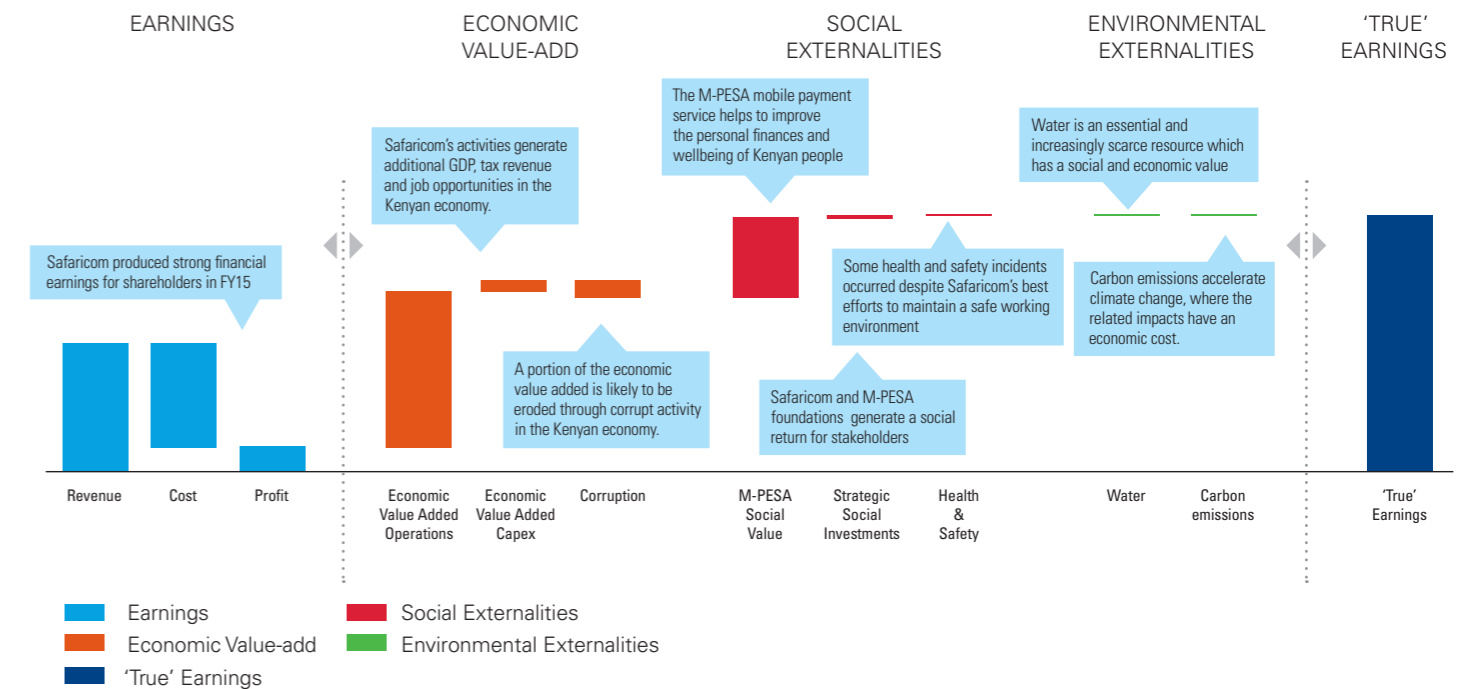 EARNINGS
ECONOMIC
VALUE-ADD
SOCIAL
EXTERNALITIES
ENVIRONMENTAL
EXTERNALITIES
‘TRUE’
EARNINGS
Safaricom produced strong financial
earnings for shareholders in FY15
Safaricom’s activities generate
additional GDP, tax revenue
and job opportunities in the
Kenyan economy.
A portion of the economic
value added is likely to be
eroded through corrupt activity
in the Kenyan economy.
The M-PESA mobile payment
service helps to improve
the personal finances and
wellbeing of Kenyan people
Some health and safety incidents
occurred despite Safaricom’s best
efforts to maintain a safe working
environment
Safaricom and M-PESA
foundations generate a social
return for stakeholders
Water is an essential and
increasingly scarce resource which
has a social and economic value
Carbon emissions accelerate
climate change, where the
related impacts have an
economic cost.
Revenue
Cost
Profit
Economic
Value Added
Operations
Economic
Value Added
Capex
Corruption
M-PESA
Social
Value
Strategic
Social
Investments
Health
&
Safety
Water
Carbon
emissions
‘True’
Earnings
Earnings
Economic Value-add
‘True’ Earnings
Social Externalities
Environmental Externalities